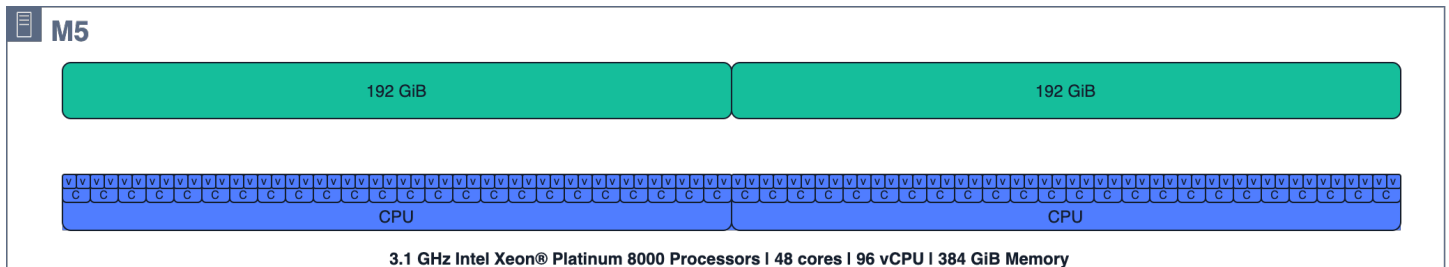 M5
192 GiB 192 GiB
v v v v v v v v v v v v v v v v v v v v v v v v v v v v v v v v v v v v v v v v v v v v v v v v v v v v v v v v v v v v v v v v v v v v v v v v v v v v v v v v v v v v v v v v v v v v v v v v
C C C C C C C C C C C C C C C C C C C C C C C C C C C C C C C C C C C C C C C C C C C C C C C C
CPU CPU
3.1 GHz Intel Xeon® Platinum 8000 Processors | 48 cores | 96 vCPU | 384 GiB Memory